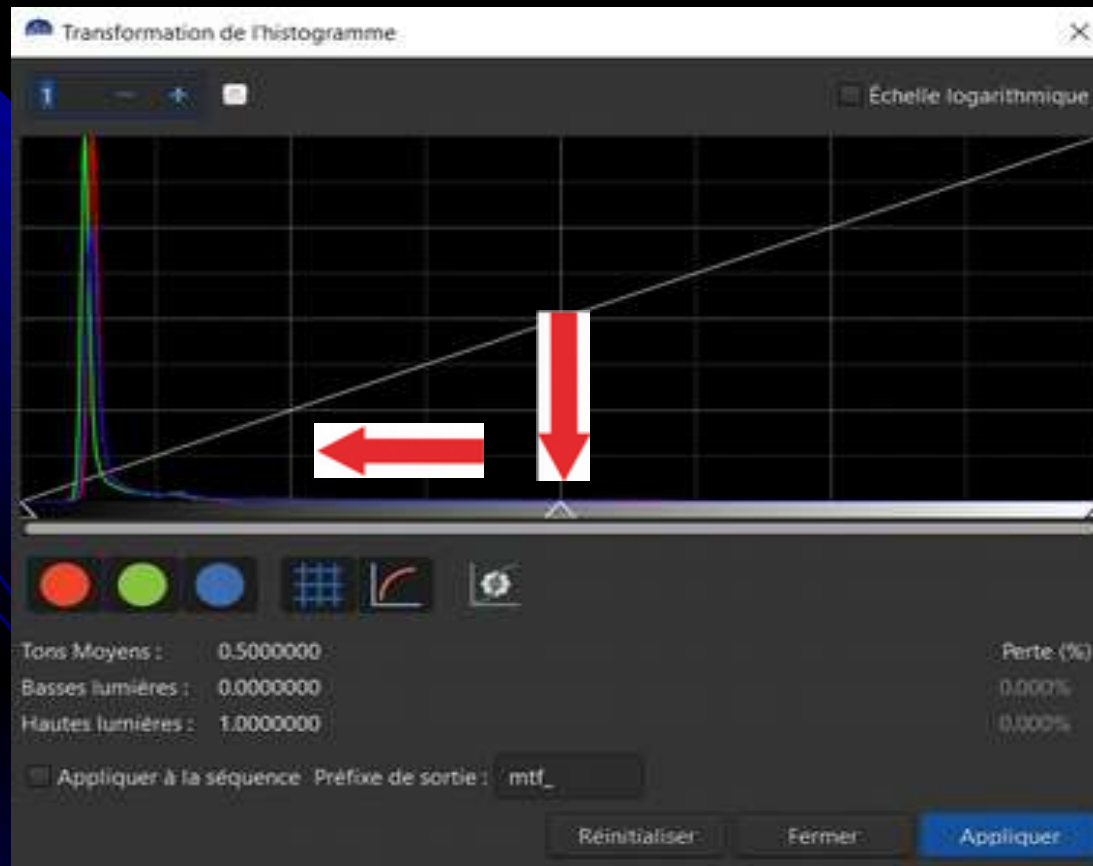 Transformation de l'histogramme
1 − +
Échelle logarithmique
Tons Moyens : 0.5000000 Perte (%)
Basses lumières : 0.0000000 0.000%
Hautes lumières : 1.0000000 0.000%
Appliquer à la séquence Préfixe de sortie : mtf_
Réinitialiser Fermer Appliquer